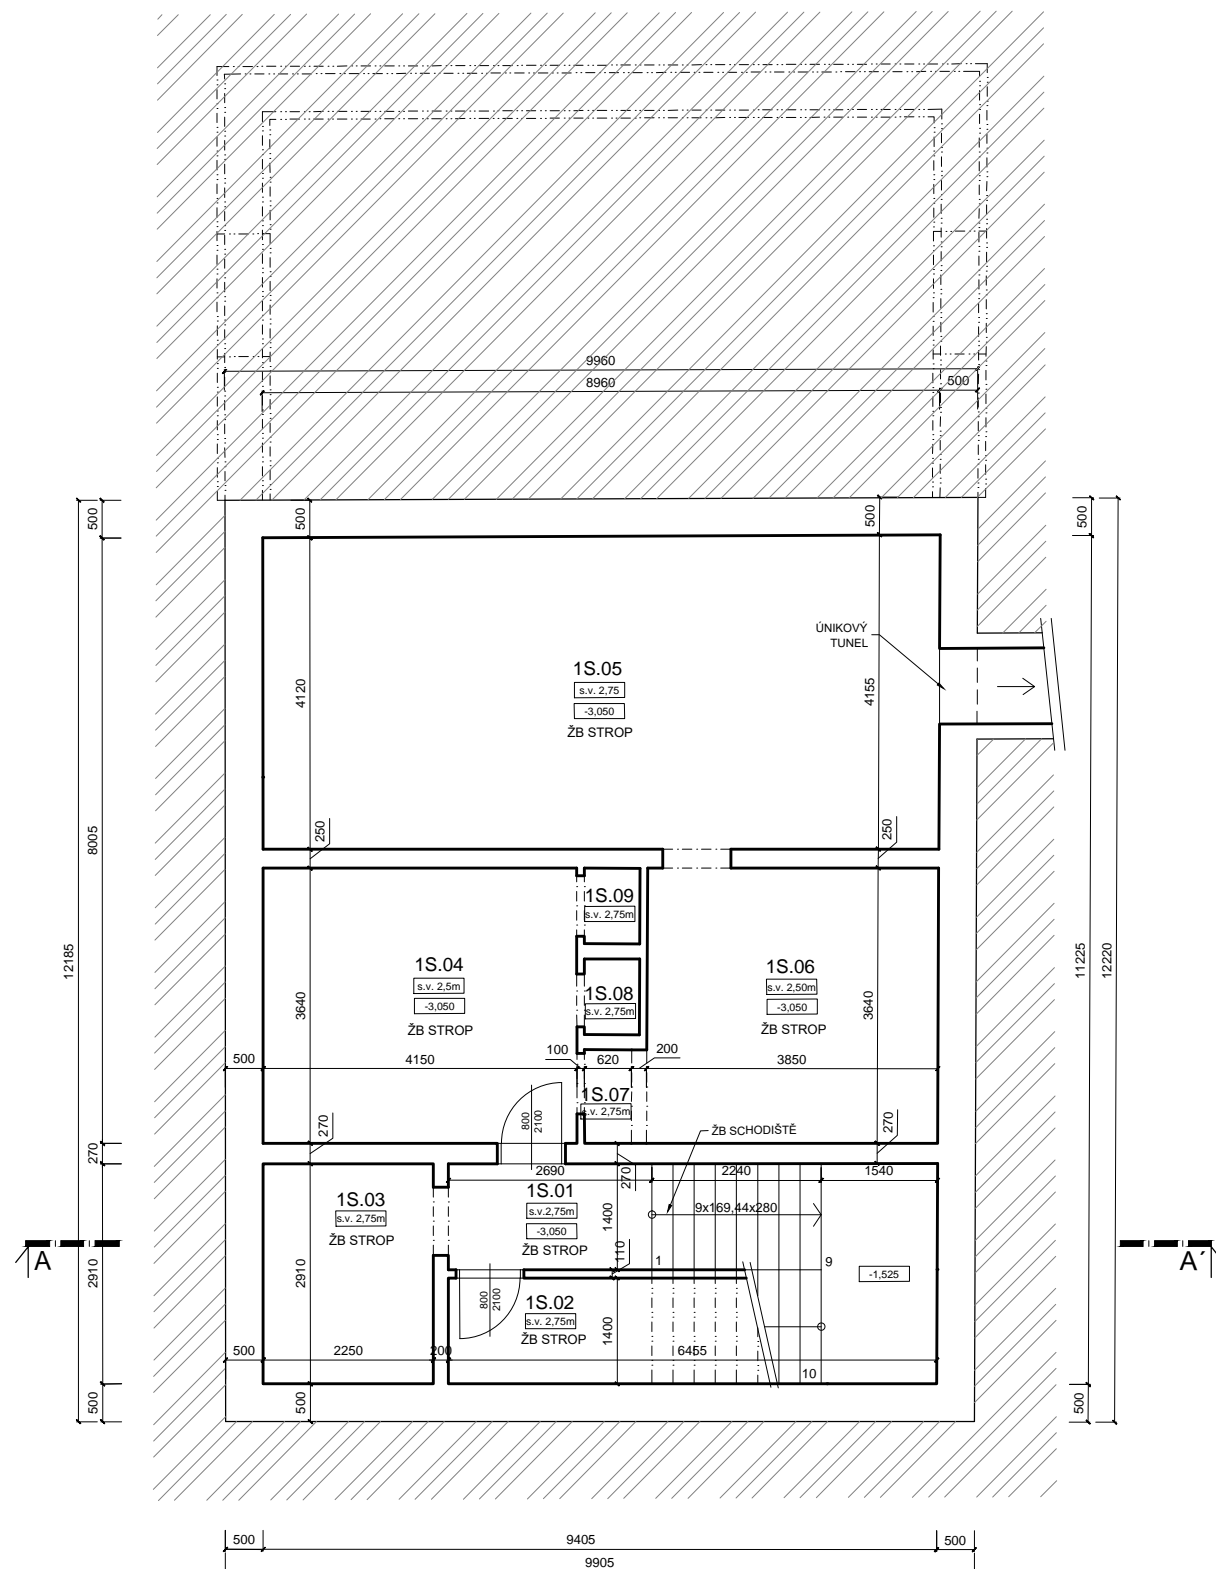 9960
8960
500
500
500
500
500
ÚNIKOVÝ
TUNEL
1S.05
s.v. 2,75
-3,050
ŽB STROP
4120
4155
8005
250
250
1S.09
s.v. 2,75m
12185
11225
12220
1S.04
s.v. 2,5m
-3,050
ŽB STROP
1S.08
s.v. 2,75m
1S.06
s.v. 2,50m
-3,050
ŽB STROP
3640
3640
500
4150
100
620
200
3850
1S.07
s.v. 2,75m
800
2100
270
270
270
ŽB SCHODIŠTĚ
2690
270
2240
1540
1S.03
s.v. 2,75m
ŽB STROP
1S.01
s.v.2,75m
-3,050
ŽB STROP
1400
9x169,44x280
110
1
9
-1,525
A
A´
2910
2910
800
2100
1S.02
s.v. 2,75m
ŽB STROP
1400
500
2250
200
6455
10
500
500
500
500
9405
500
9905